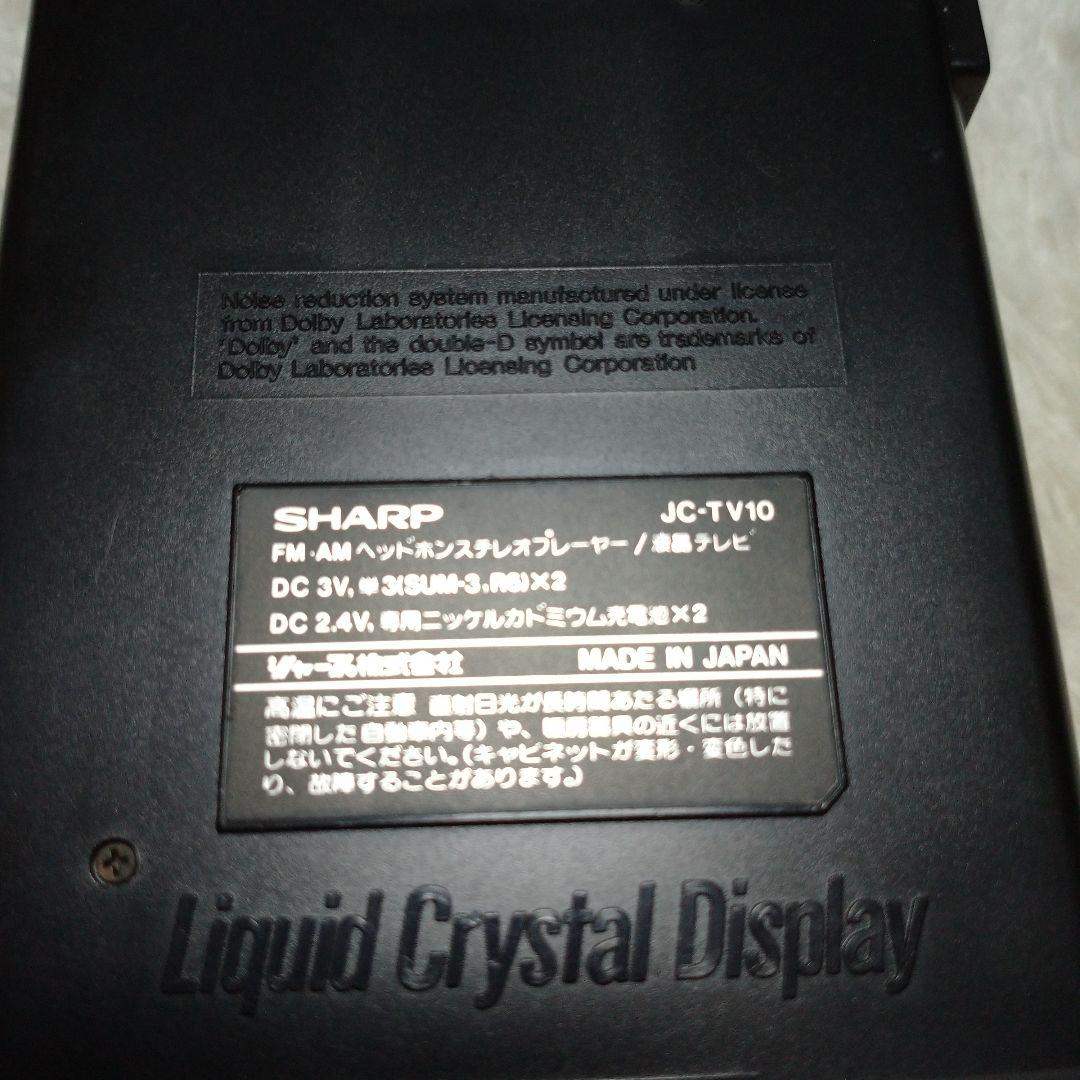 Noise reduction system manufactured under license
from Dolby Laboratories Licensing Corporation.
"Dolby" and the double-D symbol are trademarks of
Dolby Laboratories Licensing Corporation
SHARP JC-TV10
FM·AM ヘッドホンステレオプレーヤー/液晶テレビ
DC 3V, 単3(SUM-3,R6)×2
DC 2.4V, 専用ニッケルカドミウム充電池×2
シャープ株式会社 MADE IN JAPAN
高温にご注意 直射日光が長時間あたる場所(特に
密閉した自動車内等)や、暖房器具の近くには放置
しないでください。(キャビネットが変形・変色した
り、故障することがあります。)
Liquid Crystal Display